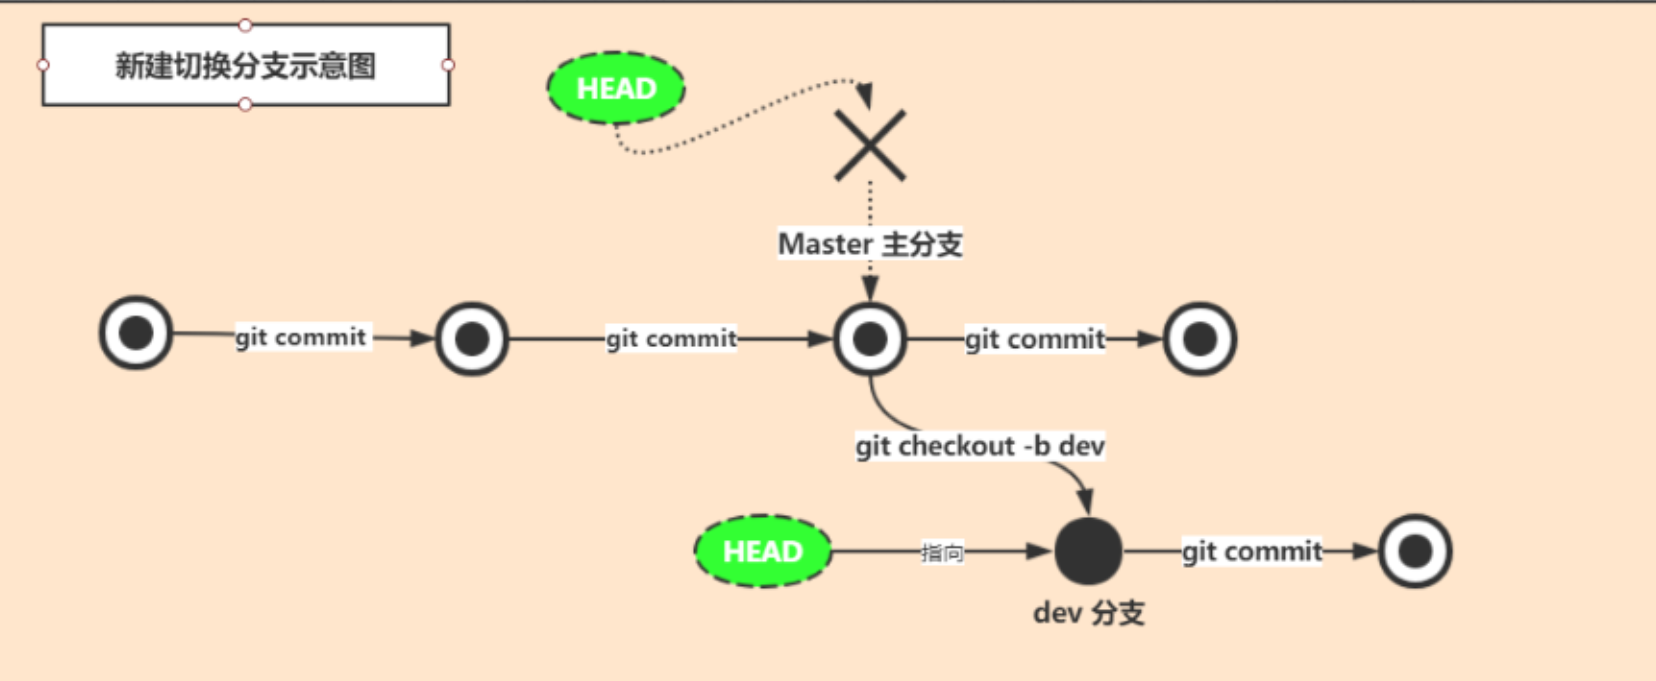 新建切换分支示意图
HEAD
Master 主分支
git commit
git commit
git commit
git checkout -b dev
HEAD
指向
git commit
dev 分支